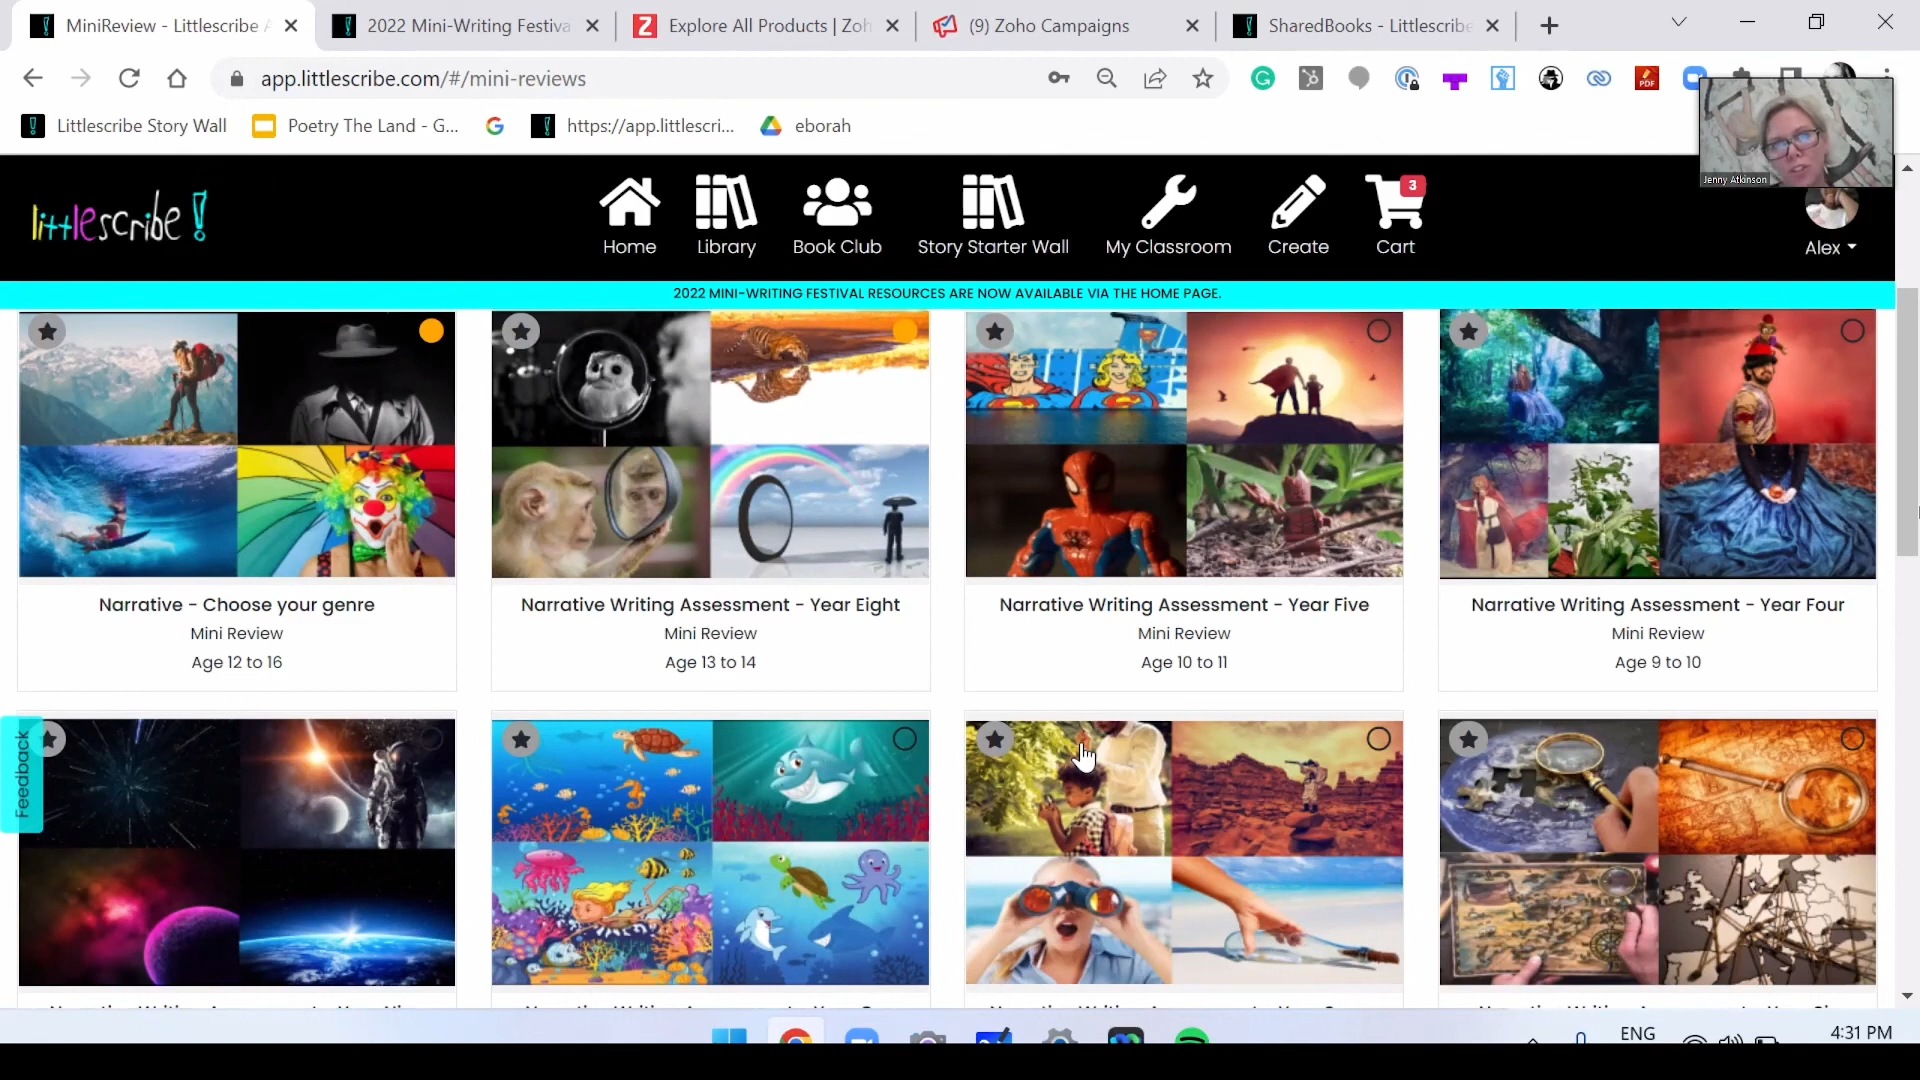 MiniReview - Littlescribe
2022 Mini-Writing Festiva
Explore All Products | Zoh
(9) Zoho Campaigns
SharedBooks - Littlescribe
app.littlescribe.com/#/mini-reviews
PDF
Littlescribe Story Wall
Poetry The Land - G...
https://app.littlescri...
eborah
Jenny Atkinson
littlescribe!
Home
Library
Book Club
Story Starter Wall
My Classroom
Create
3
Cart
Alex
2022 MINI-WRITING FESTIVAL RESOURCES ARE NOW AVAILABLE VIA THE HOME PAGE.
Narrative - Choose your genre
Mini Review
Age 12 to 16
Narrative Writing Assessment - Year Eight
Mini Review
Age 13 to 14
Narrative Writing Assessment - Year Five
Mini Review
Age 10 to 11
Narrative Writing Assessment - Year Four
Mini Review
Age 9 to 10
Feedback
ENG
4:31 PM